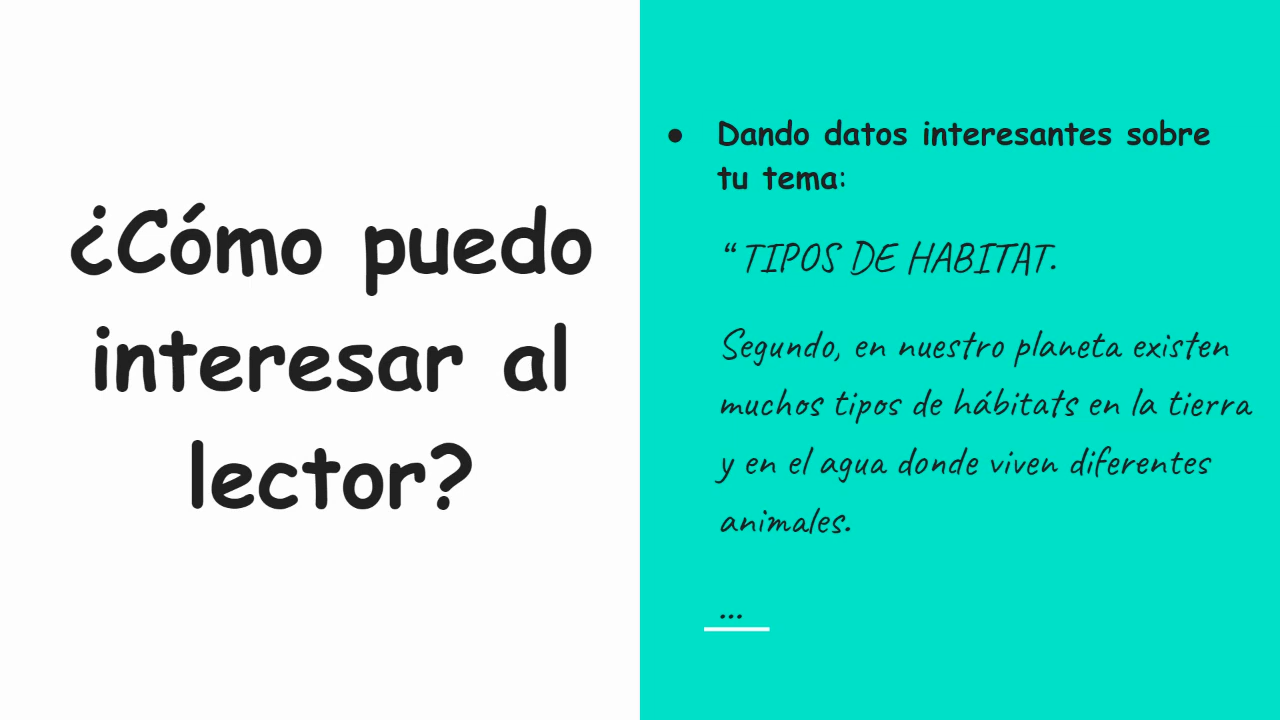 ¿Cómo puedo
interesar al
lector?
● Dando datos interesantes sobre
tu tema:
“ TIPOS DE HABITAT.
Segundo, en nuestro planeta existen
muchos tipos de hábitats en la tierra
y en el agua donde viven diferentes
animales.
...